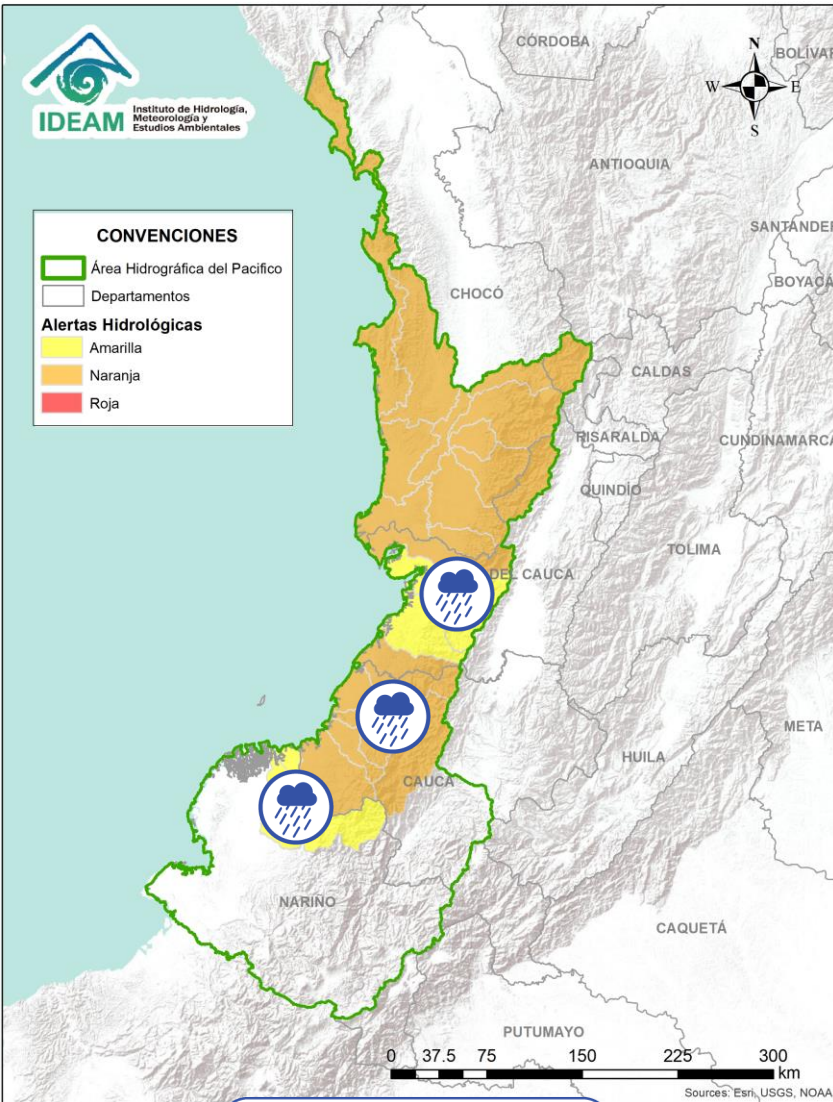 IDEAM
Instituto de Hidrología,
Meteorología y
Estudios Ambientales
N
W
E
S
CÓRDOBA
BOLÍVAR
ANTIOQUIA
SANTANDER
BOYACÁ
CONVENCIONES
Área Hidrográfica del Pacifico
Departamentos
Alertas Hidrológicas
Amarilla
Naranja
Roja
CHOCÓ
CALDAS
RISARALDA
CUNDINAMARCA
QUINDÍO
TOLIMA
DEL CAUCA
META
HUILA
CAUCA
NARIÑO
CAQUETÁ
PUTUMAYO
0 37.5 75 150 225 300
km
Sources: Esri, USGS, NOAA